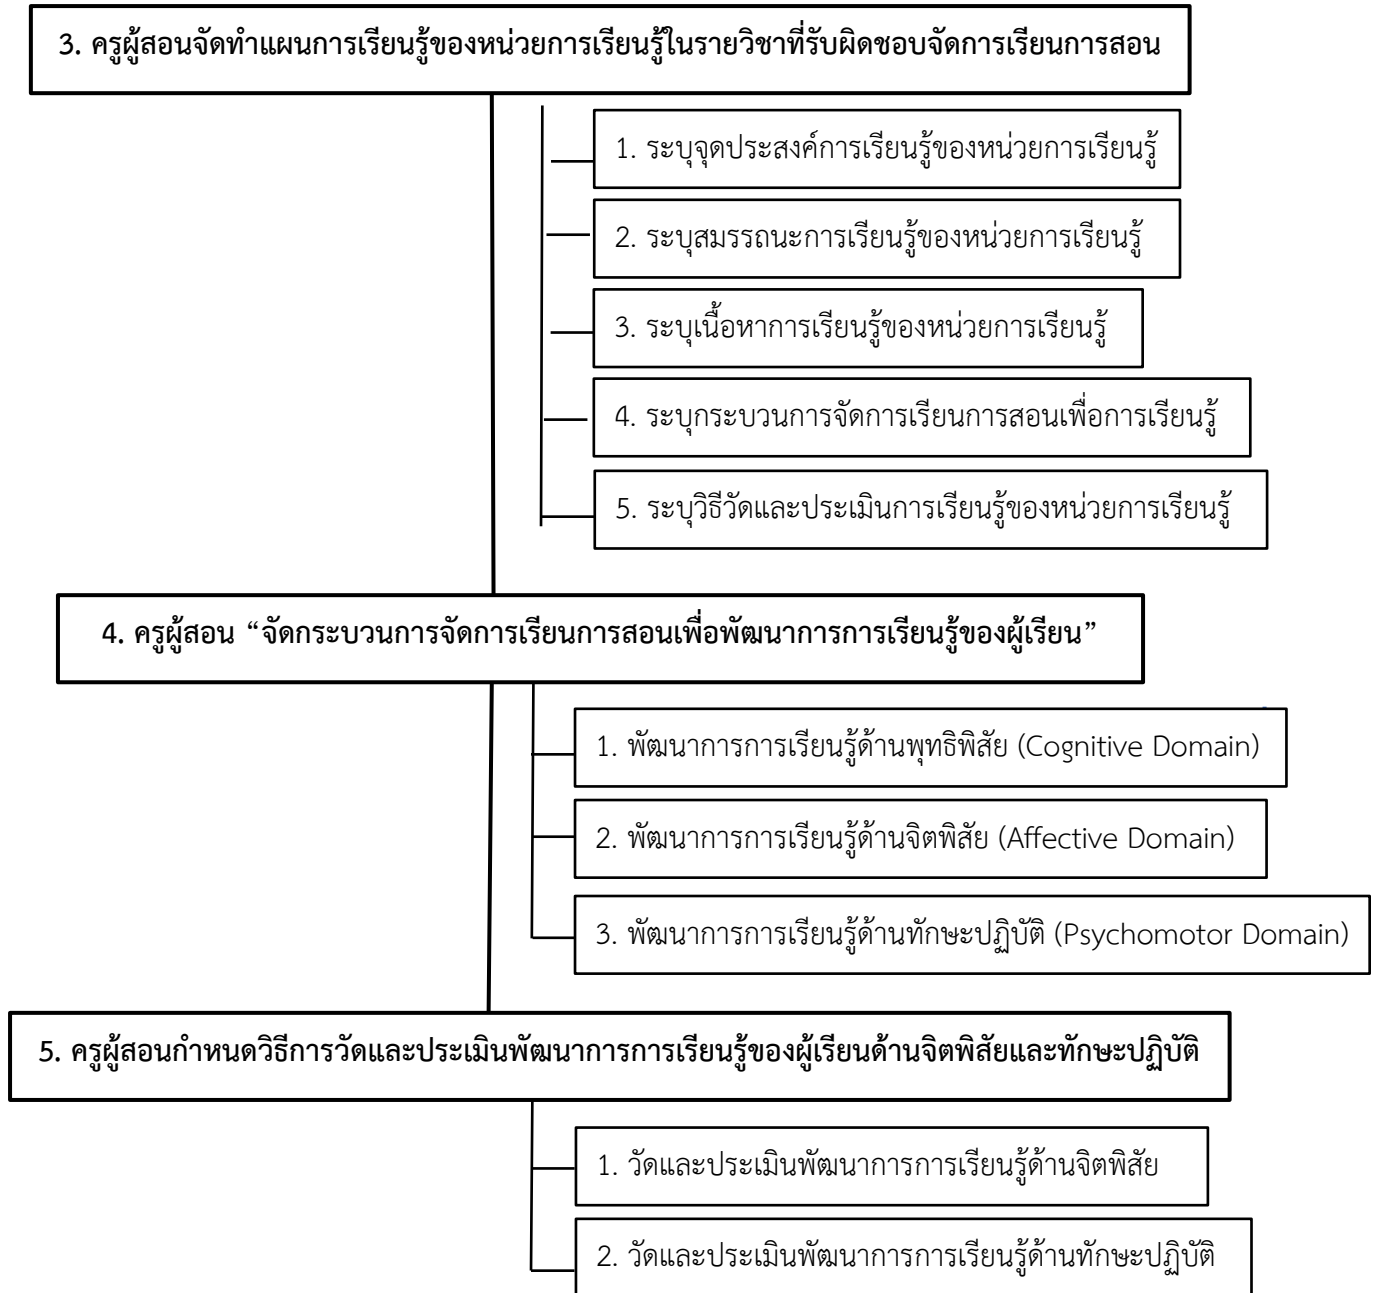 3. ครูผู้สอนจัดทำแผนการเรียนรู้ของหน่วยการเรียนรู้ในรายวิชาที่รับผิดชอบจัดการเรียนการสอน
1. ระบุจุดประสงค์การเรียนรู้ของหน่วยการเรียนรู้
2. ระบุสมรรถนะการเรียนรู้ของหน่วยการเรียนรู้
3. ระบุเนื้อหาการเรียนรู้ของหน่วยการเรียนรู้
4. ระบุกระบวนการจัดการเรียนการสอนเพื่อการเรียนรู้
5. ระบุวิธีวัดและประเมินการเรียนรู้ของหน่วยการเรียนรู้
4. ครูผู้สอน “จัดกระบวนการจัดการเรียนการสอนเพื่อพัฒนาการการเรียนรู้ของผู้เรียน”
1. พัฒนาการการเรียนรู้ด้านพุทธิพิสัย (Cognitive Domain)
2. พัฒนาการการเรียนรู้ด้านจิตพิสัย (Affective Domain)
3. พัฒนาการการเรียนรู้ด้านทักษะปฏิบัติ (Psychomotor Domain)
5. ครูผู้สอนกำหนดวิธีการวัดและประเมินพัฒนาการการเรียนรู้ของผู้เรียนด้านจิตพิสัยและทักษะปฏิบัติ
1. วัดและประเมินพัฒนาการการเรียนรู้ด้านจิตพิสัย
2. วัดและประเมินพัฒนาการการเรียนรู้ด้านทักษะปฏิบัติ